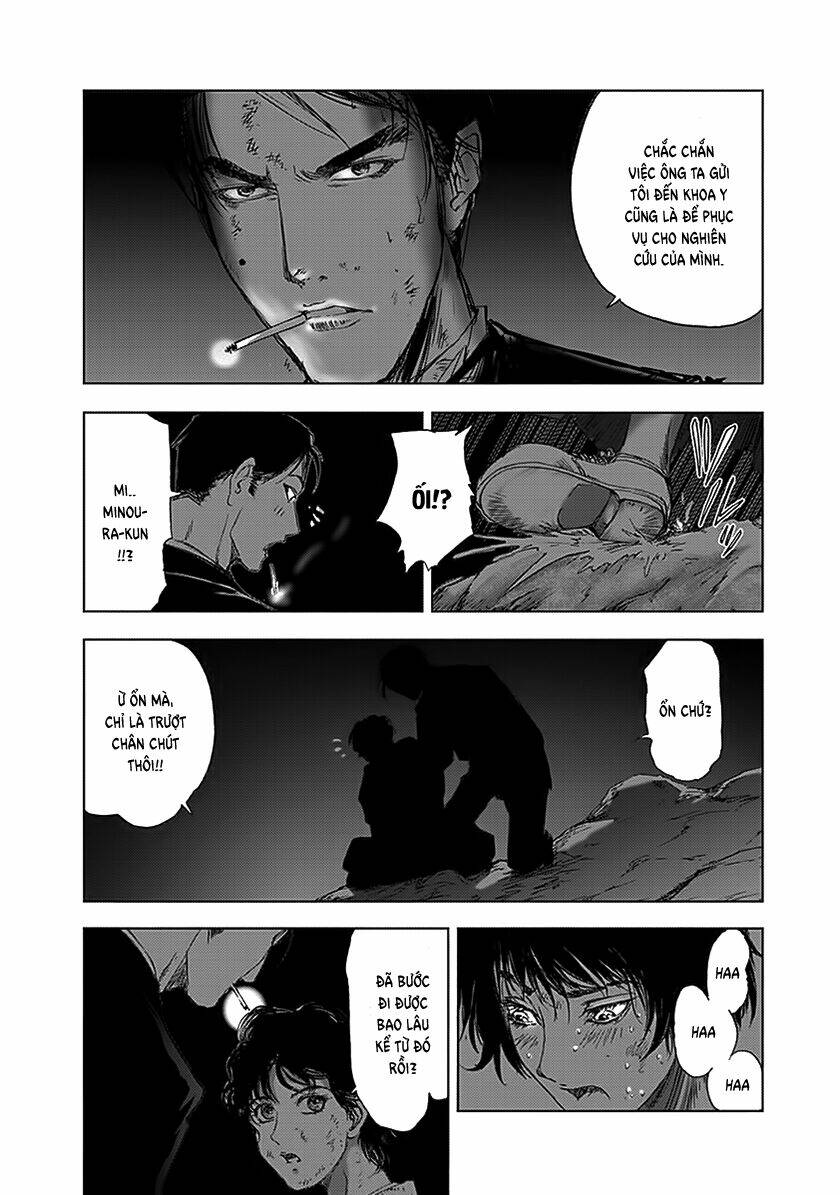 CHẮC CHẮN
VIỆC ÔNG TA GỬI
TÔI ĐẾN KHOA Y
CŨNG LÀ ĐỂ PHỤC
VỤ CHO NGHIÊN
CỨU CỦA MÌNH.
ỐI!?
MI..
MINOU-
RA-KUN
!!?
ỔN CHỨ?
Ừ ỔN MÀ,
CHỈ LÀ TRƯỢT
CHÂN CHÚT
THÔI!!
HAA
HAA
HAA
ĐÃ BƯỚC
ĐI ĐƯỢC
BAO LÂU
KỂ TỪ ĐÓ
RỒI?